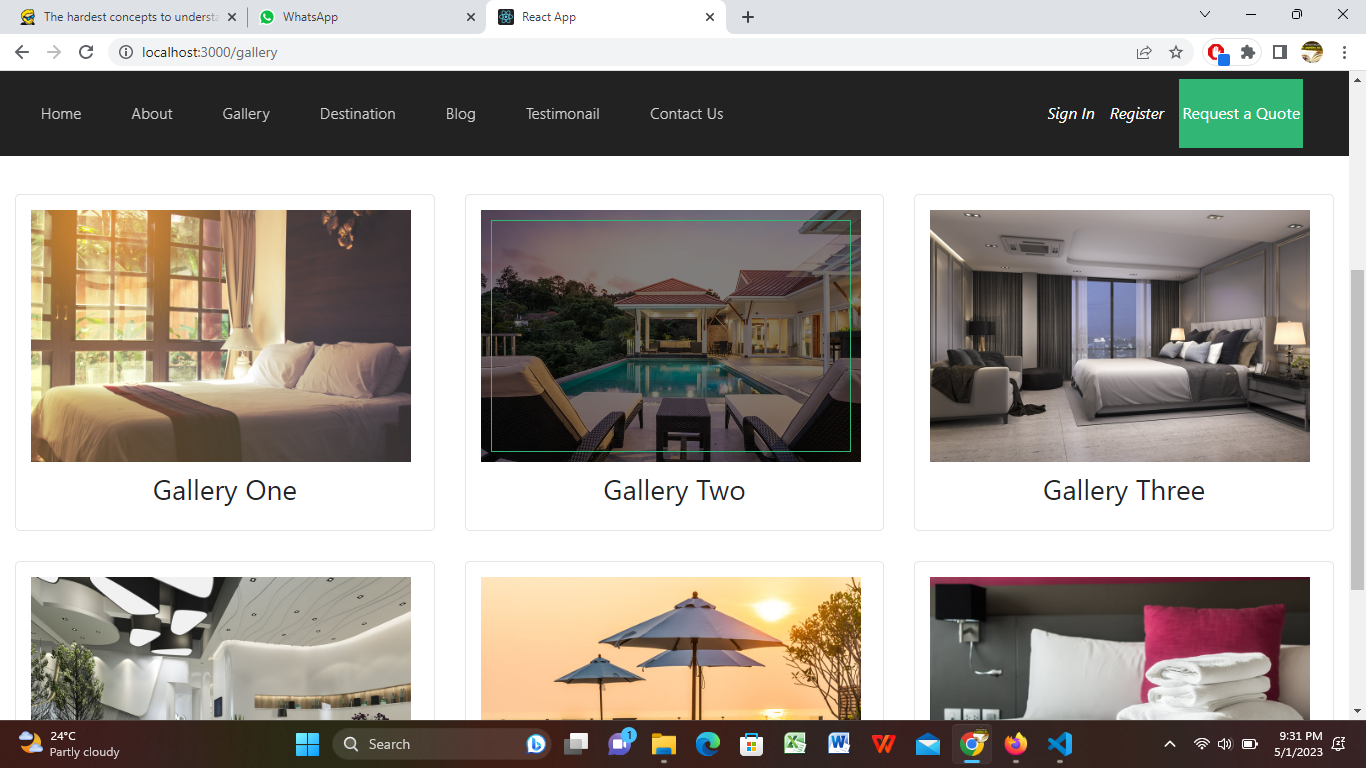 The hardest concepts to understa
WhatsApp
React App
localhost:3000/gallery
Home About Gallery Destination Blog Testimonail Contact Us Sign In Register Request a Quote
Gallery One Gallery Two Gallery Three
24°C
Partly cloudy
Search
1
9:31 PM
5/1/2023